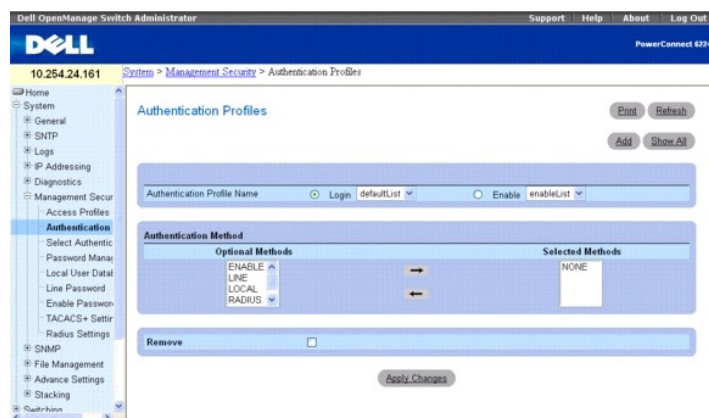 Dell OpenManage Switch Administrator
Support Help About Log Out
DELL
PowerConnect 622
10.254.24.161
System > Management Security > Authentication Profiles
Home
System
General
SNTP
Logs
IP Addressing
Diagnostics
Management Secur
Access Profiles
Authentication
Select Authentic
Password Manag
Local User Datab
Line Password
Enable Passwor
TACACS+ Settin
Radius Settings
SNMP
File Management
Advance Settings
Stacking
Switching
Authentication Profiles
Print Refresh
Add Show All
Authentication Profile Name Login defaultList Enable enableList
Authentication Method
Optional Methods Selected Methods
ENABLE
LINE
LOCAL
RADIUS
NONE
Remove
Apply Changes